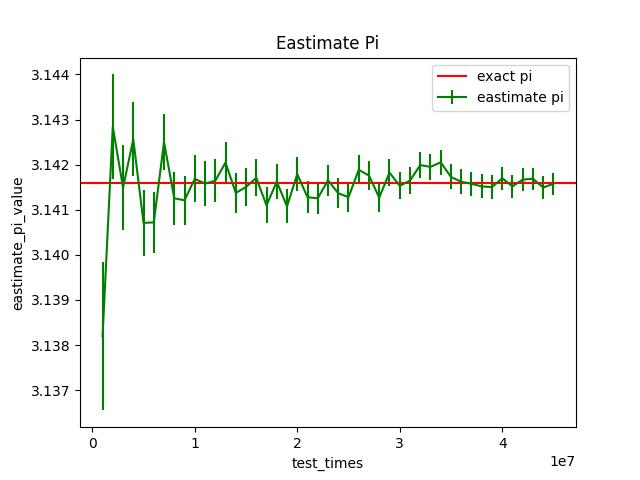 Eastimate Pi
exact pi
eastimate pi
eastimate_pi_value
3.144
3.143
3.142
3.141
3.140
3.139
3.138
3.137
0
1
2
3
4
1e7
test_times